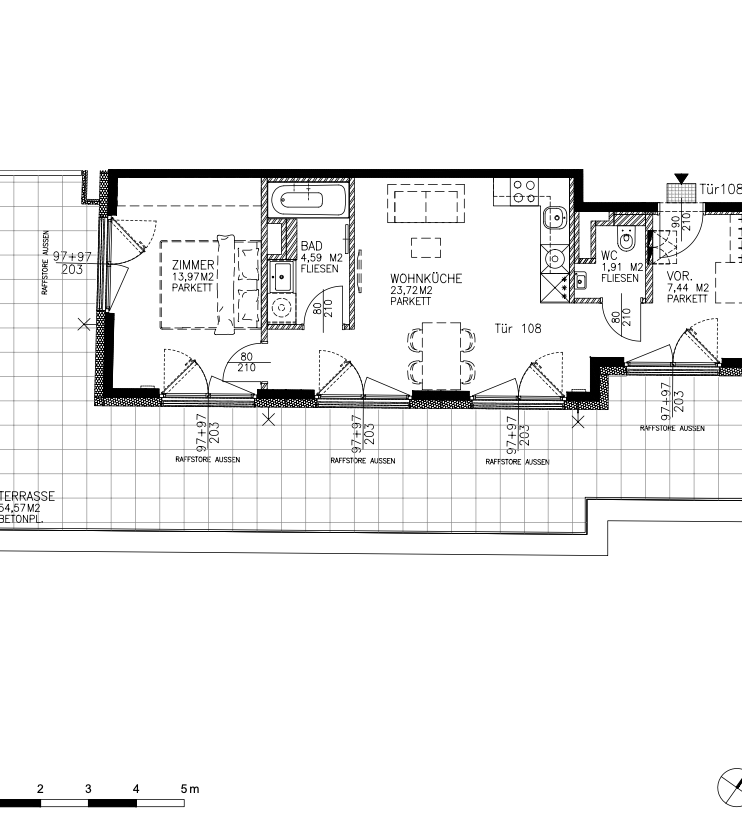 Tür108
90
210
RAFFSTORE AUSSEN
97+97
203
ZIMMER
13,97M2
PARKETT
BAD
4,59 M2
FLIESEN
WOHNKÜCHE
23,72M2
PARKETT
WC
1,91 M2
FLIESEN
VOR.
7,44 M2
PARKETT
80
210
80
210
Tür 108
80
210
97+97
203
RAFFSTORE AUSSEN
97+97
203
RAFFSTORE AUSSEN
97+97
203
RAFFSTORE AUSSEN
97+97
203
RAFFSTORE AUSSEN
TERRASSE
54,57M2
BETONPL.
2 3 4 5m